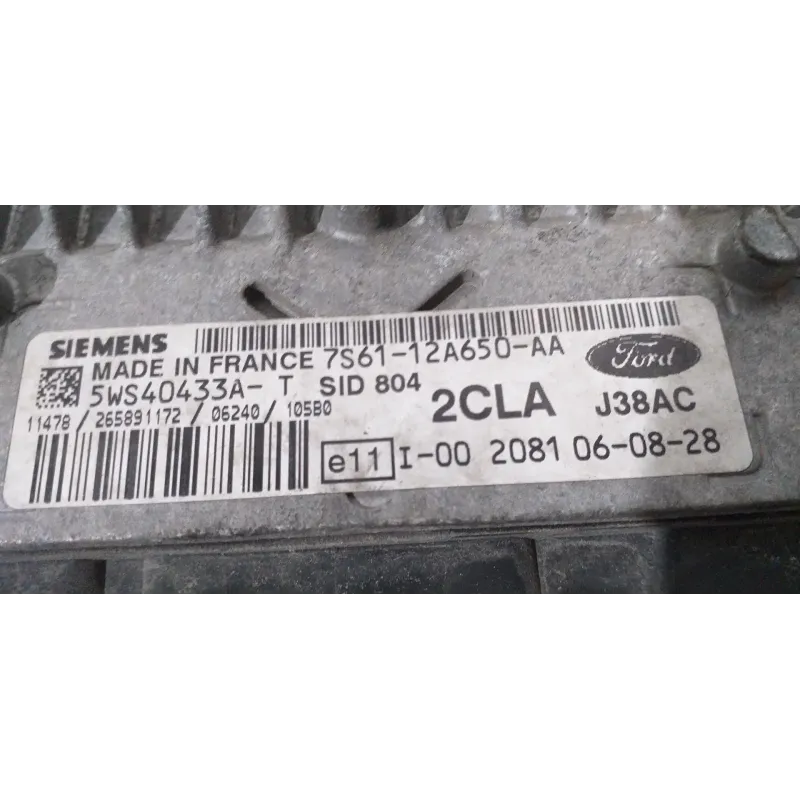 SIEMENS
MADE IN FRANCE 7S61-12A650-AA
Ford
5WS40433A-T SID 804
2CLA J38AC
11478 / 265891172 / 06240 / 105B0
e11 I-00 2081 06-08-28